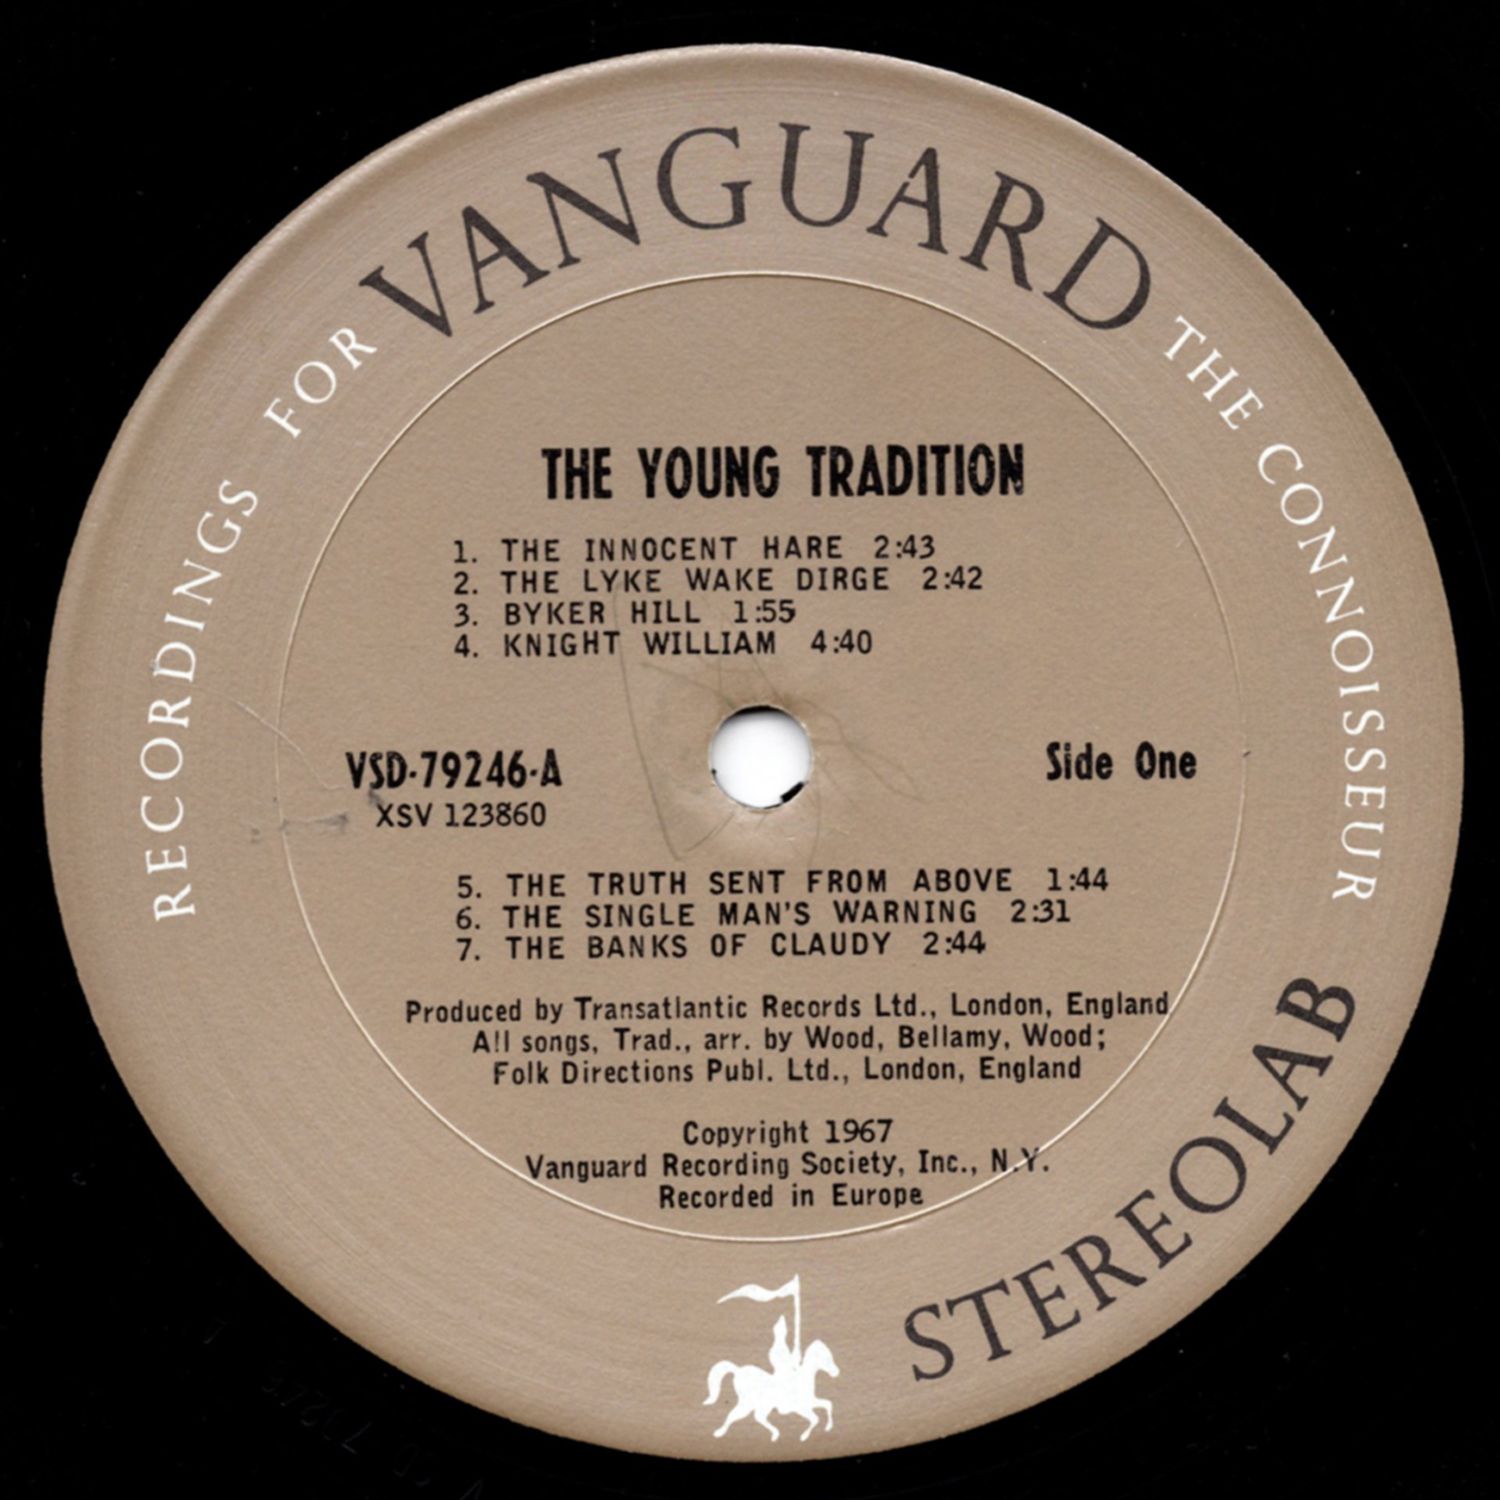 RECORDINGS FOR VANGUARD THE CONNOISSEUR
THE YOUNG TRADITION
1. THE INNOCENT HARE 2:43
2. THE LYKE WAKE DIRGE 2:42
3. BYKER HILL 1:55
4. KNIGHT WILLIAM 4:40
VSD-79246-A
XSV 123860
Side One
5. THE TRUTH SENT FROM ABOVE 1:44
6. THE SINGLE MAN'S WARNING 2:31
7. THE BANKS OF CLAUDY 2:44
Produced by Transatlantic Records Ltd., London, England
All songs, Trad., arr. by Wood, Bellamy, Wood;
Folk Directions Publ. Ltd., London, England
Copyright 1967
Vanguard Recording Society, Inc., N.Y.
Recorded in Europe
STEREOLAB